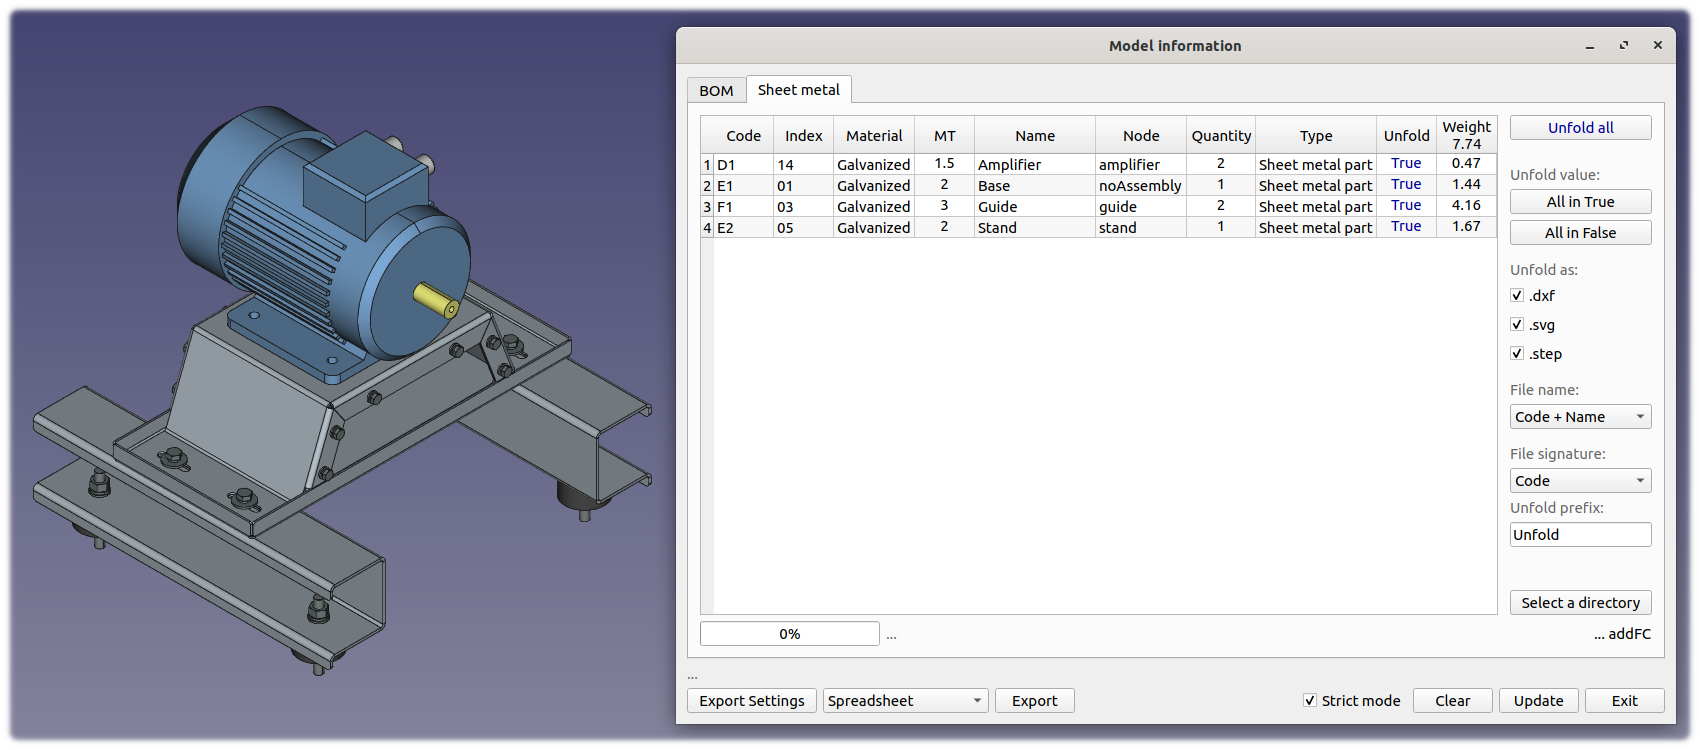 Model information
BOM Sheet metal
Code Index Material MT Name Node Quantity Type Unfold Weight 7.74
1 D1 14 Galvanized 1.5 Amplifier amplifier 2 Sheet metal part True 0.47
2 E1 01 Galvanized 2 Base noAssembly 1 Sheet metal part True 1.44
3 F1 03 Galvanized 3 Guide guide 2 Sheet metal part True 4.16
4 E2 05 Galvanized 2 Stand stand 1 Sheet metal part True 1.67
Unfold all
Unfold value:
All in True
All in False
Unfold as:
.dxf
.svg
.step
File name:
Code + Name
File signature:
Code
Unfold prefix:
Unfold
Select a directory
0% ... ... addFC
...
Export Settings Spreadsheet Export Strict mode Clear Update Exit